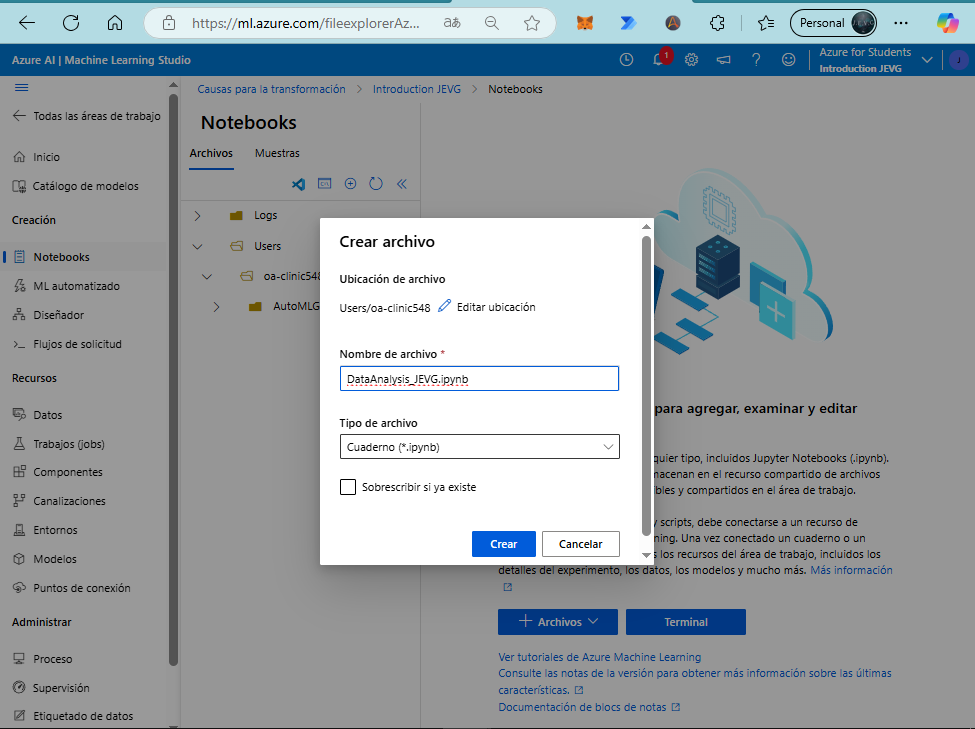 https://ml.azure.com/fileexplorerAz...
Personal
Azure AI | Machine Learning Studio
1
Azure for Students
Introduction JEVG
J
Todas las áreas de trabajo
Inicio
Catálogo de modelos
Creación
Notebooks
ML automatizado
Diseñador
Flujos de solicitud
Recursos
Datos
Trabajos (jobs)
Componentes
Canalizaciones
Entornos
Modelos
Puntos de conexión
Administrar
Proceso
Supervisión
Etiquetado de datos
Causas para la transformación > Introduction JEVG > Notebooks
Notebooks
Archivos Muestras
Logs
Users
oa-clinic548
AutoMLG
Crear archivo
Ubicación de archivo
Users/oa-clinic548 Editar ubicación
Nombre de archivo *
DataAnalysis_JEVG.ipynb
Tipo de archivo
Cuaderno (*.ipynb)
Sobrescribir si ya existe
Crear Cancelar
para agregar, examinar y editar
quier tipo, incluidos Jupyter Notebooks (.ipynb).
macenan en el recurso compartido de archivos
bles y compartidos en el área de trabajo.
y scripts, debe conectarse a un recurso de
ning. Una vez conectado un cuaderno o un
s los recursos del área de trabajo, incluidos los
detalles del experimento, los datos, los modelos y mucho más. Más información
Archivos Terminal
Ver tutoriales de Azure Machine Learning
Consulte las notas de la versión para obtener más información sobre las últimas
características.
Documentación de blocs de notas